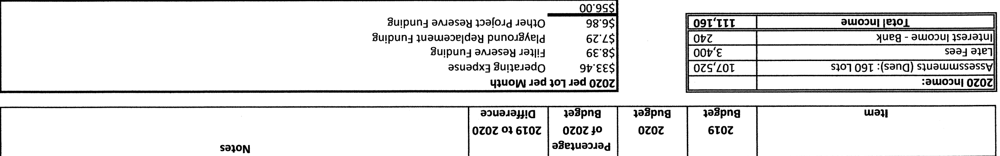 Percentage
Notes
2019 2020 of 2020 2019 to 2020
Item Budget Budget Budget Difference
2020 Income: 2020 per Lot per Month
Assessmments (Dues): 160 Lots 107,520 $33.46 Operating Expense
Late Fees 3,400 $8.39 Filter Reserve Funding
Interest Income - Bank 240 $7.29 Playground Replacement Funding
Total Income 111,160 $6.86 Other Project Reserve Funding
$56.00